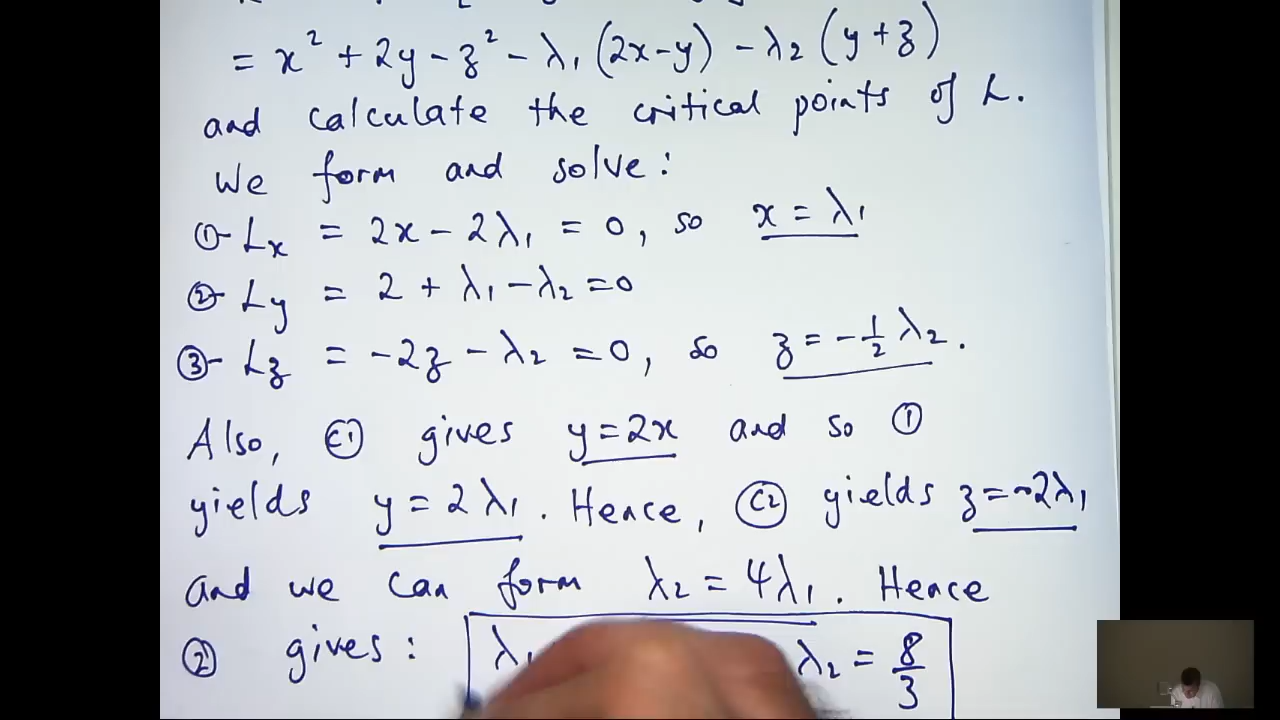 = x² + 2y - z² - λ₁ (2x-y) - λ₂ (y+z)
and calculate the critical points of L.
We form and solve:
①- Lx = 2x - 2λ₁ = 0, so x = λ₁
②- Ly = 2 + λ₁ - λ₂ = 0
③- Lz = -2z - λ₂ = 0, so z = -½ λ₂.
Also, (C1) gives y = 2x and so ①
yields y = 2λ₁. Hence, (C2) yields z = -2λ₁
and we can form λ₂ = 4λ₁. Hence
② gives: λ₁ λ₂ = 8/3